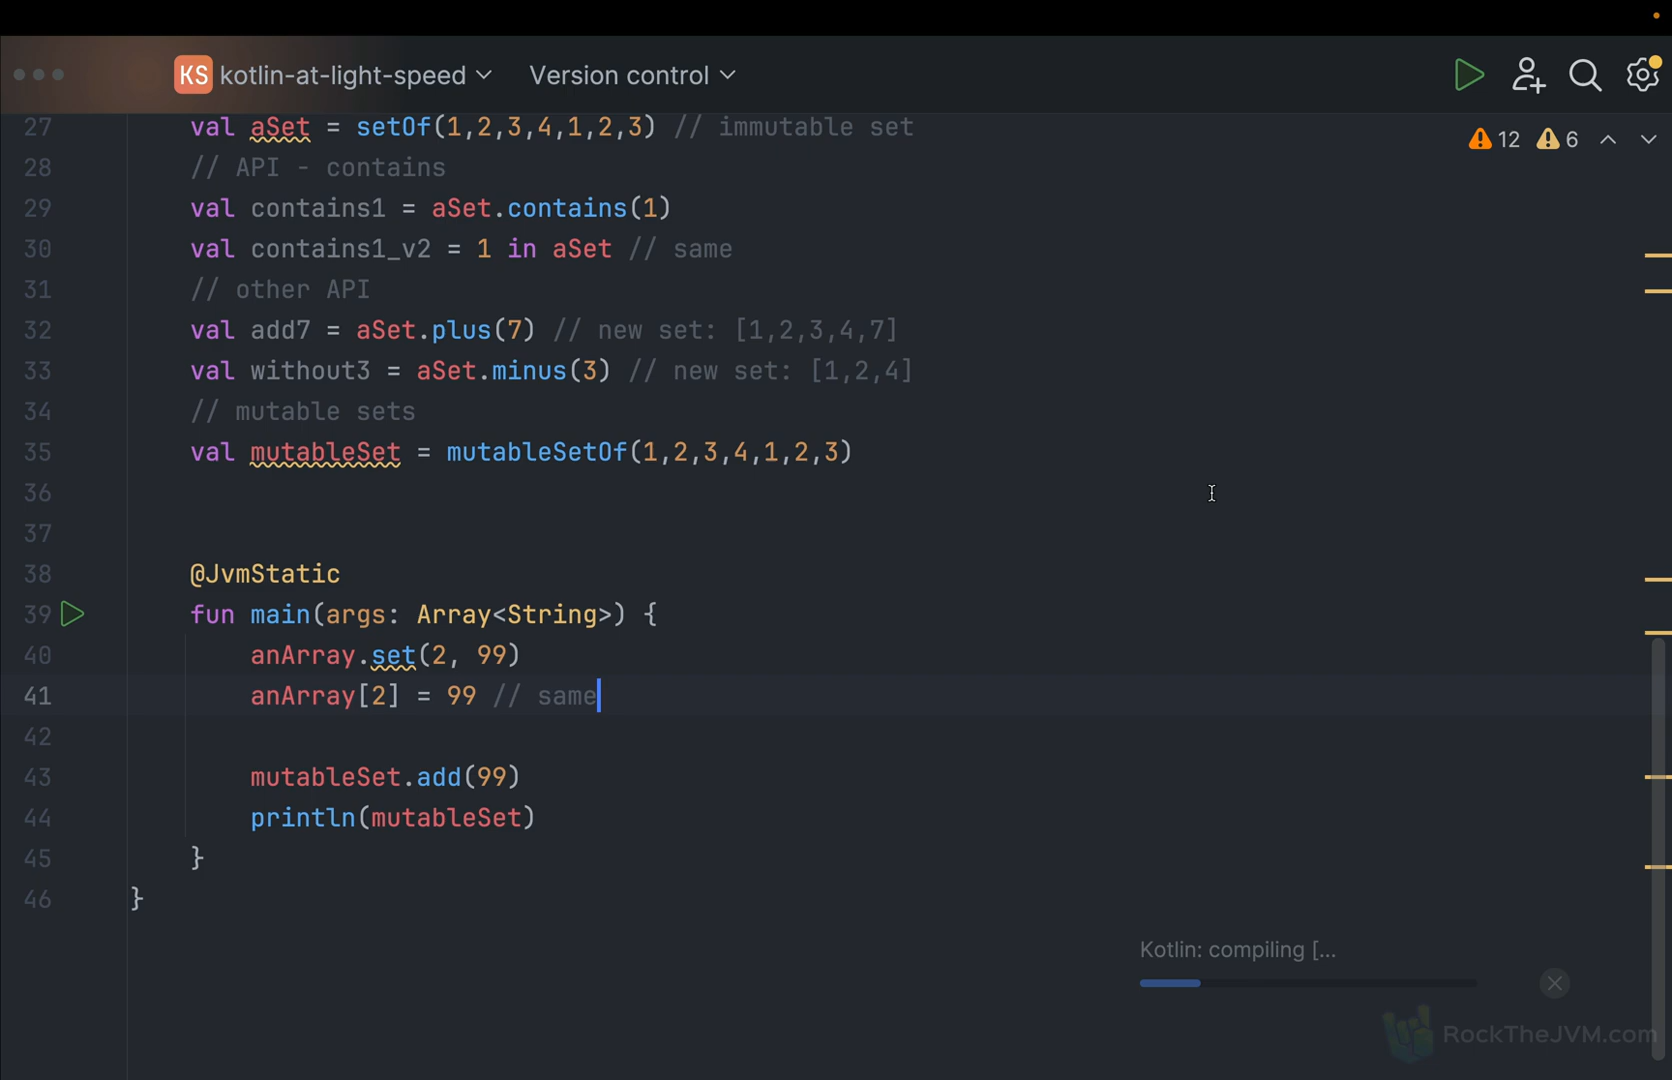 KS kotlin-at-light-speed Version control
12 6
27 val aSet = setOf(1,2,3,4,1,2,3) // immutable set
28 // API - contains
29 val contains1 = aSet.contains(1)
30 val contains1_v2 = 1 in aSet // same
31 // other API
32 val add7 = aSet.plus(7) // new set: [1,2,3,4,7]
33 val without3 = aSet.minus(3) // new set: [1,2,4]
34 // mutable sets
35 val mutableSet = mutableSetOf(1,2,3,4,1,2,3)
36
37
38 @JvmStatic
39 fun main(args: Array<String>) {
40 anArray.set(2, 99)
41 anArray[2] = 99 // same
42
43 mutableSet.add(99)
44 println(mutableSet)
45 }
46 }
Kotlin: compiling [...
RockTheJVM.com